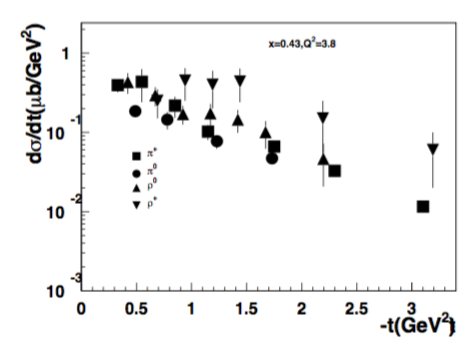 dσ/dt(μb/GeV²)
x=0.43,Q²=3.8
1
10⁻¹
10⁻²
10⁻³
π⁺
π⁰
ρ⁰
ρ⁺
0 0.5 1 1.5 2 2.5 3
-t(GeV²)